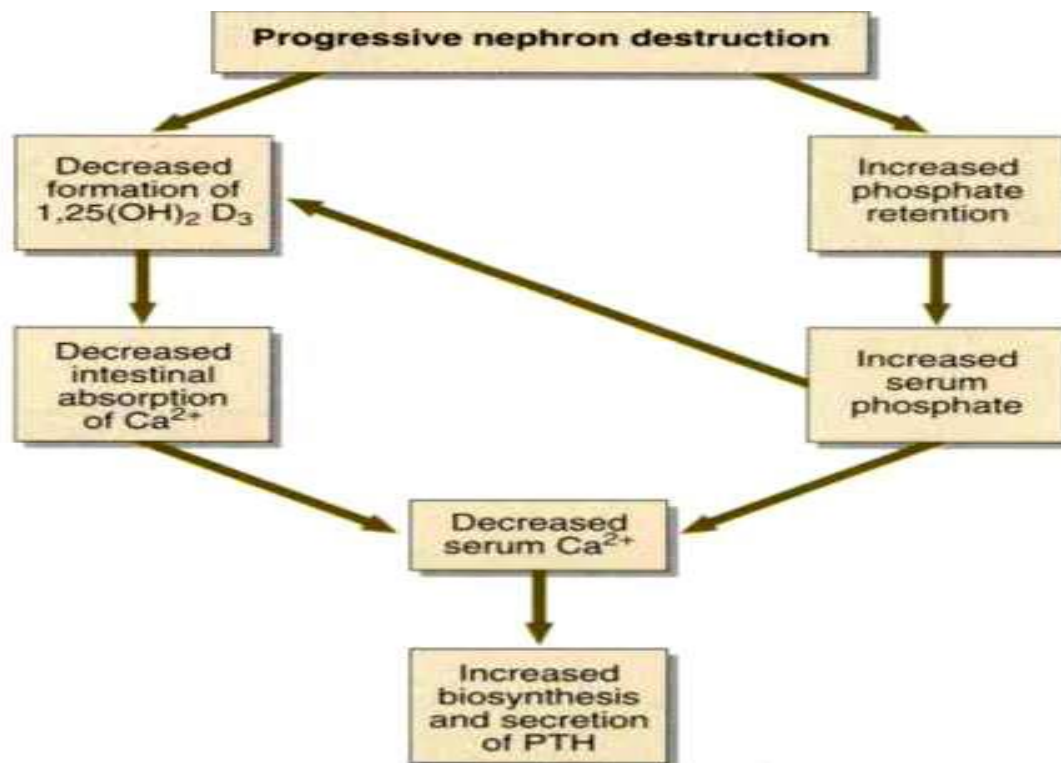 Progressive nephron destruction
Decreased
formation of
1,25(OH)₂ D₃
Increased
phosphate
retention
Decreased
intestinal
absorption
of Ca²⁺
Increased
serum
phosphate
Decreased
serum Ca²⁺
Increased
biosynthesis
and secretion
of PTH